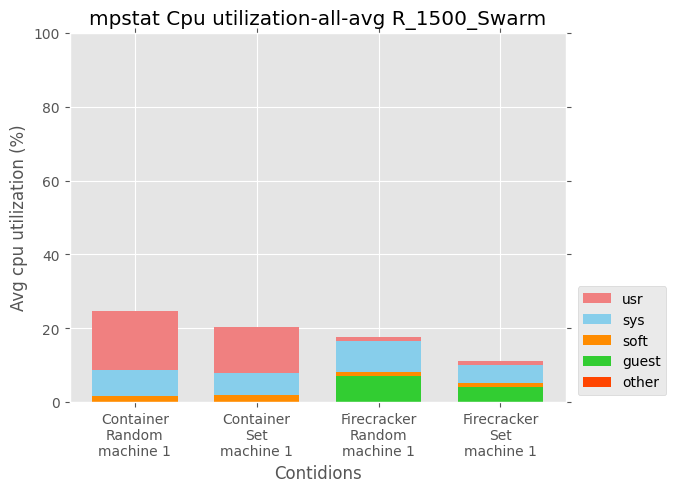 mpstat Cpu utilization-all-avg R_1500_Swarm
Avg cpu utilization (%)
100
80
60
40
20
0
Container
Random
machine 1
Container
Set
machine 1
Firecracker
Random
machine 1
Firecracker
Set
machine 1
Contidions
usr
sys
soft
guest
other